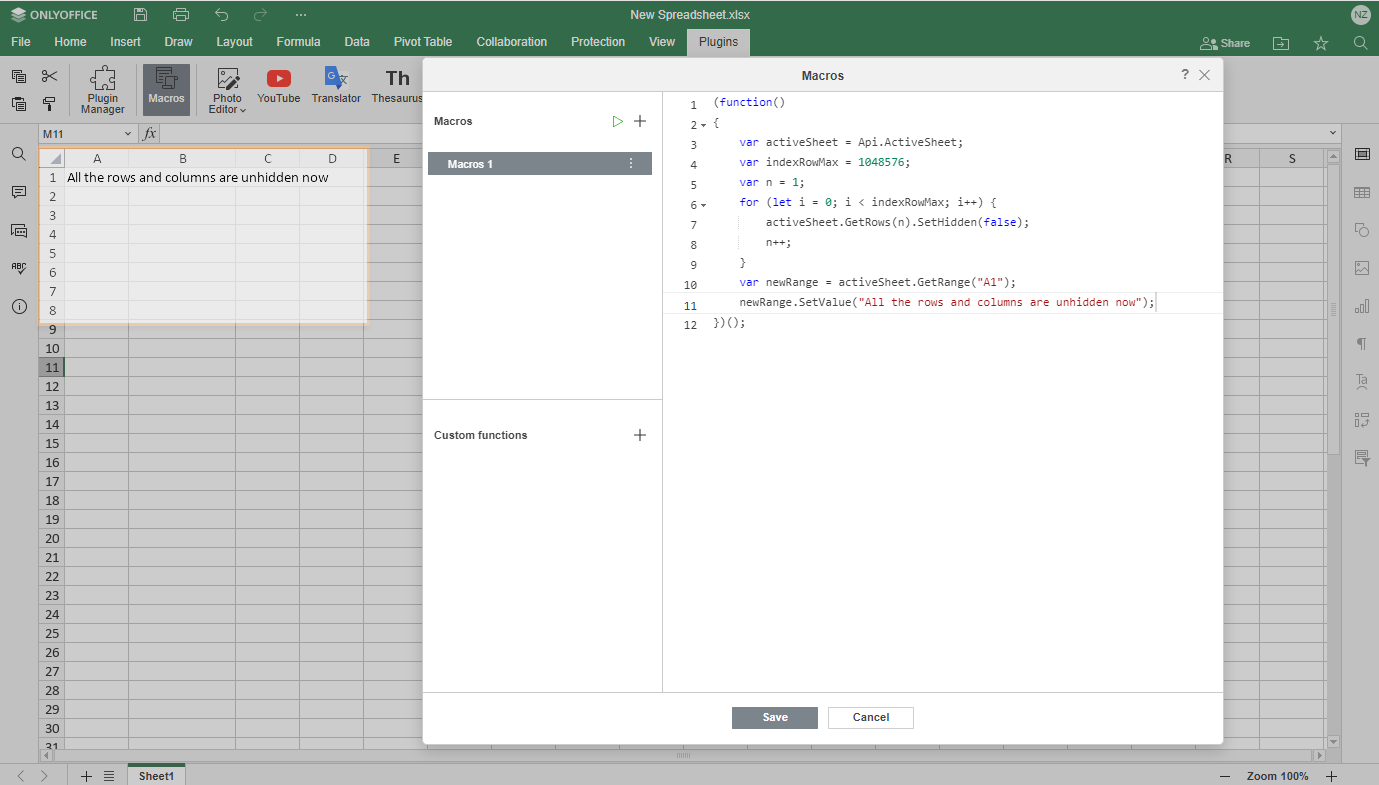 ONLYOFFICE
New Spreadsheet.xlsx
NZ
File Home Insert Draw Layout Formula Data Pivot Table Collaboration Protection View Plugins
Share
Plugin Manager
Macros
Photo Editor
YouTube
Translator
Th
Thesaurus
Macros
?
M11
fx
ABC
A B C D E R S
1 All the rows and columns are unhidden now
2
3
4
5
6
7
8
9
10
11
12
13
14
15
16
17
18
19
20
21
22
23
24
25
26
27
28
29
30
31
Macros
Macros 1
Custom functions
1 (function()
2 {
3 var activeSheet = Api.ActiveSheet;
4 var indexRowMax = 1048576;
5 var n = 1;
6 for (let i = 0; i < indexRowMax; i++) {
7 activeSheet.GetRows(n).SetHidden(false);
8 n++;
9 }
10 var newRange = activeSheet.GetRange("A1");
11 newRange.SetValue("All the rows and columns are unhidden now");
12 })();
Save
Cancel
Ta
Sheet1
Zoom 100%